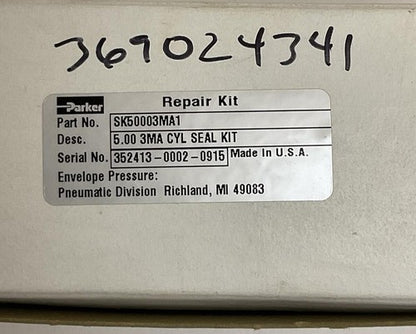 369024341
Parker Repair Kit
Part No. SK50003MA1
Desc. 5.00 3MA CYL SEAL KIT
Serial No. 352413-0002-0915 Made In U.S.A.
Envelope Pressure:
Pneumatic Division Richland, MI 49083